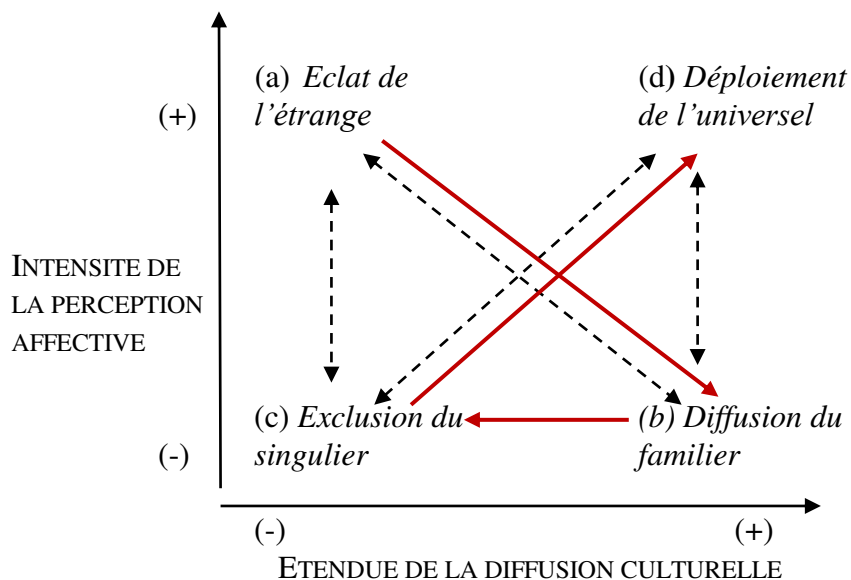 (a) Eclat de
l’étrange
(d) Déploiement
de l’universel
(+)
INTENSITE DE
LA PERCEPTION
AFFECTIVE
(c) Exclusion du
singulier
(b) Diffusion du
familier
(-)
(-)
(+)
ETENDUE DE LA DIFFUSION CULTURELLE